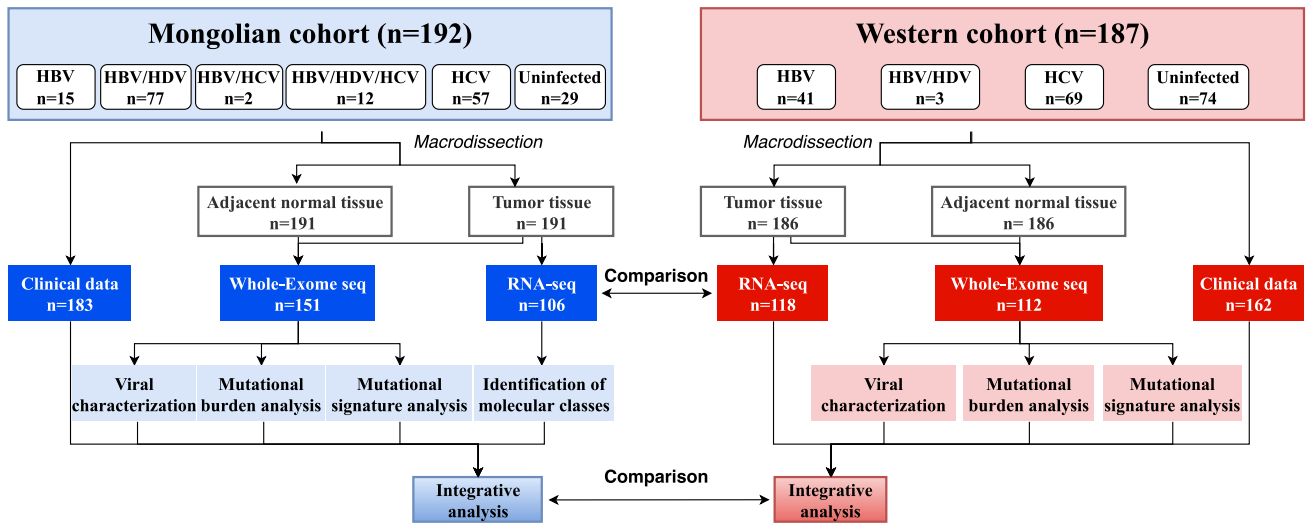 Mongolian cohort (n=192)
HBV
n=15
HBV/HDV
n=77
HBV/HCV
n=2
HBV/HDV/HCV
n=12
HCV
n=57
Uninfected
n=29
Western cohort (n=187)
HBV
n=41
HBV/HDV
n=3
HCV
n=69
Uninfected
n=74
Macrodissection
Macrodissection
Adjacent normal tissue
n=191
Tumor tissue
n= 191
Tumor tissue
n= 186
Adjacent normal tissue
n= 186
Clinical data
n=183
Whole-Exome seq
n=151
RNA-seq
n=106
Comparison
RNA-seq
n=118
Whole-Exome seq
n=112
Clinical data
n=162
Viral
characterization
Mutational
burden analysis
Mutational
signature analysis
Identification of
molecular classes
Viral
characterization
Mutational
burden analysis
Mutational
signature analysis
Integrative
analysis
Comparison
Integrative
analysis